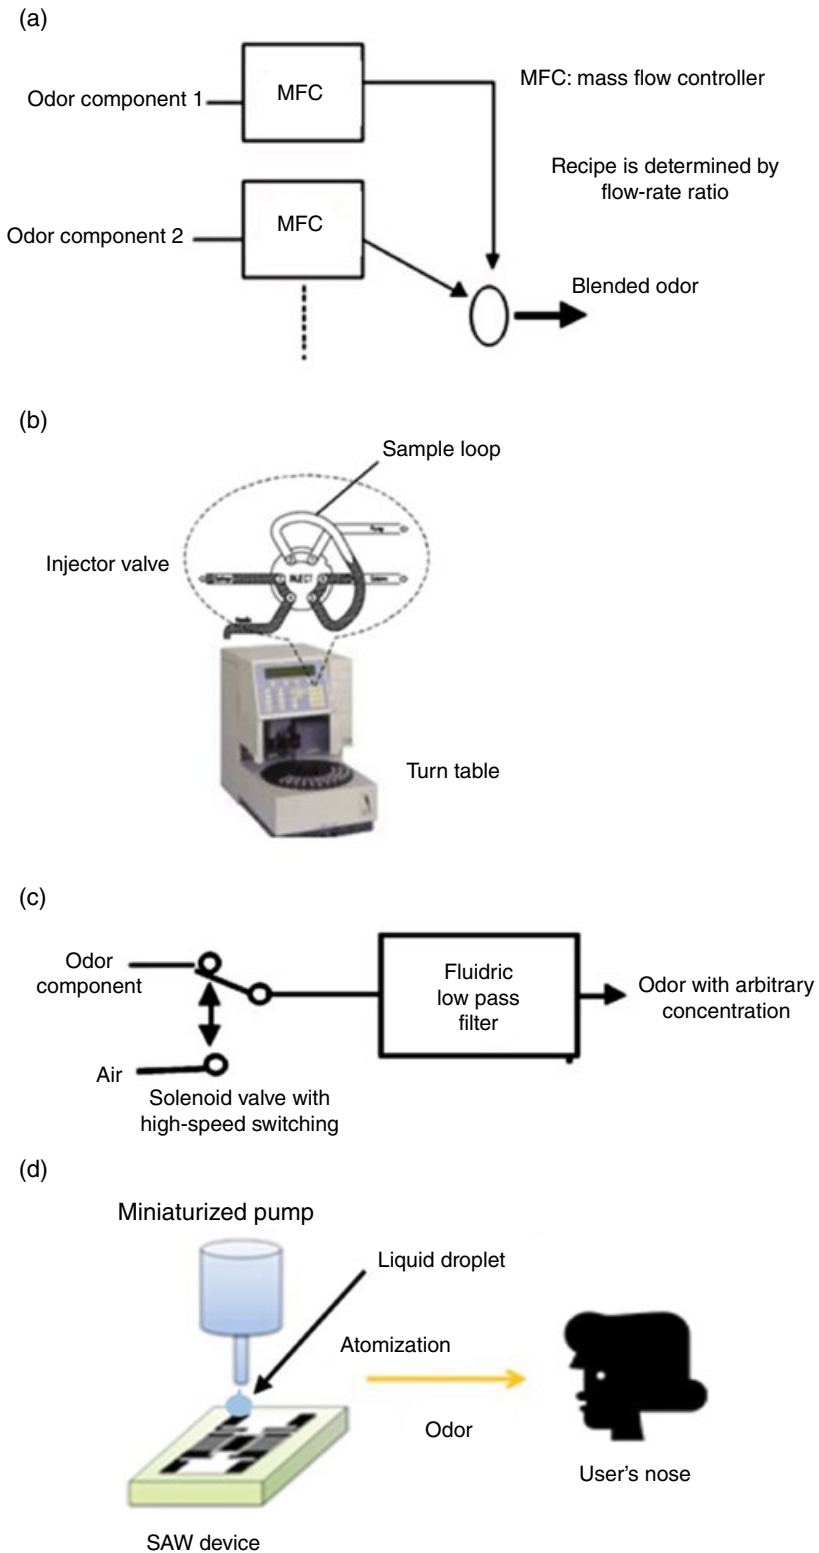 (a)
Odor component 1
MFC
MFC: mass flow controller
Recipe is determined by
flow-rate ratio
Odor component 2
MFC
Blended odor
(b)
Sample loop
Injector valve
Turn table
(c)
Odor
component
Air
Solenoid valve with
high-speed switching
Fluidric
low pass
filter
Odor with arbitrary
concentration
(d)
Miniaturized pump
Liquid droplet
Atomization
Odor
User's nose
SAW device